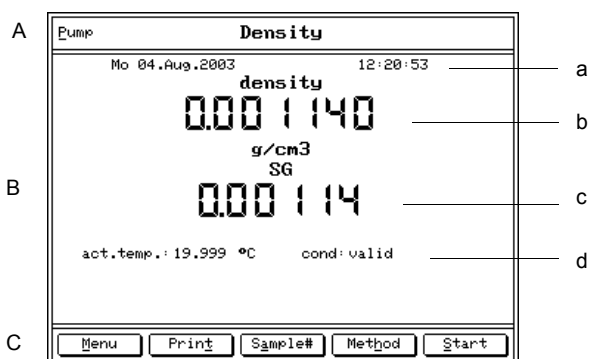 A
Pump Density
Mo 04.Aug.2003 12:20:53 a
density
0.001140 b
g/cm3
SG
B
0.00114 c
act.temp.:19.999 °C cond:valid d
C Menu Print Sample# Method Start